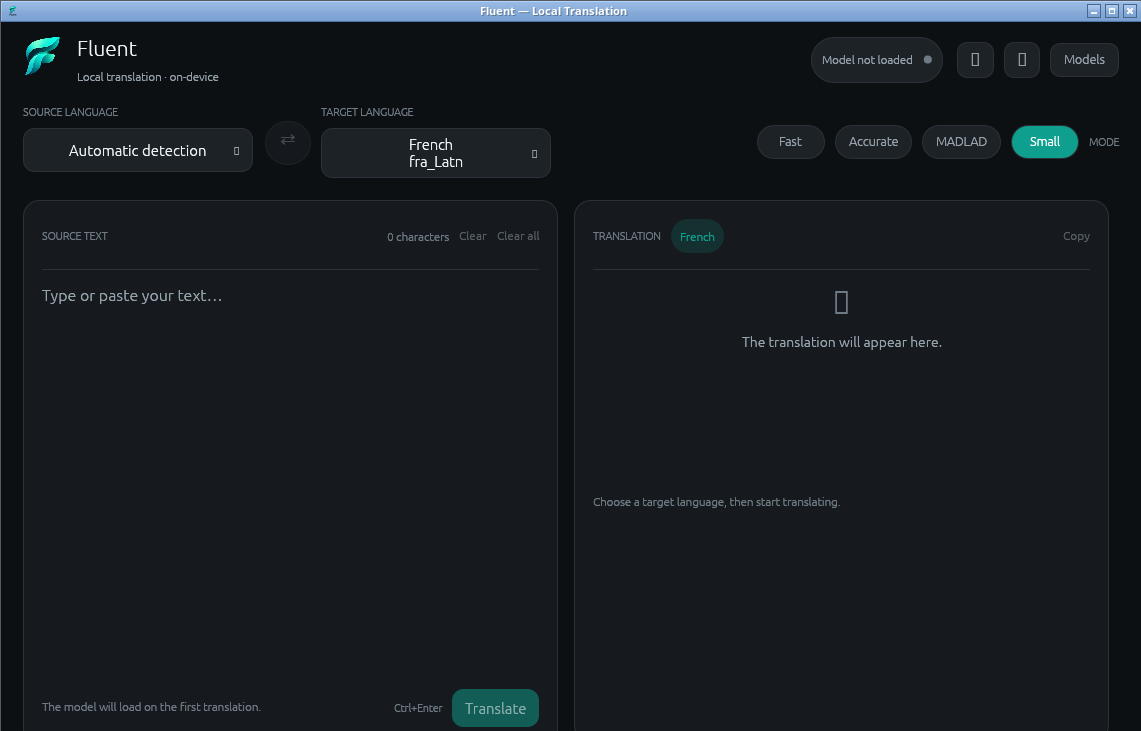 Fluent — Local Translation
Fluent
Local translation · on-device
Model not loaded
Models
SOURCE LANGUAGE
TARGET LANGUAGE
Automatic detection
⇄
French
fra_Latn
Fast
Accurate
MADLAD
Small
MODE
SOURCE TEXT
0 characters
Clear
Clear all
TRANSLATION
French
Copy
Type or paste your text…
The translation will appear here.
Choose a target language, then start translating.
The model will load on the first translation.
Ctrl+Enter
Translate